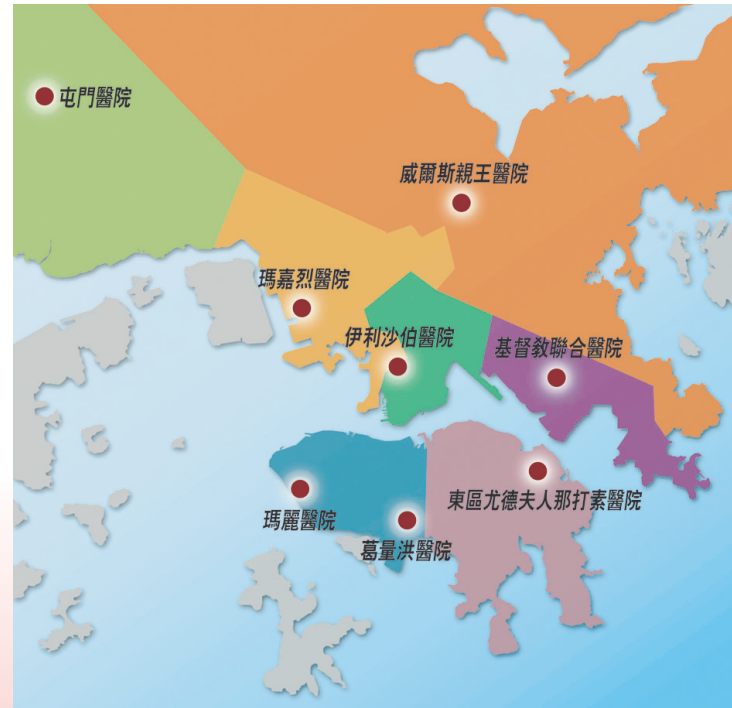 屯門醫院
威爾斯親王醫院
瑪嘉烈醫院
伊利沙伯醫院
基督教聯合醫院
東區尤德夫人那打素醫院
瑪麗醫院
葛量洪醫院